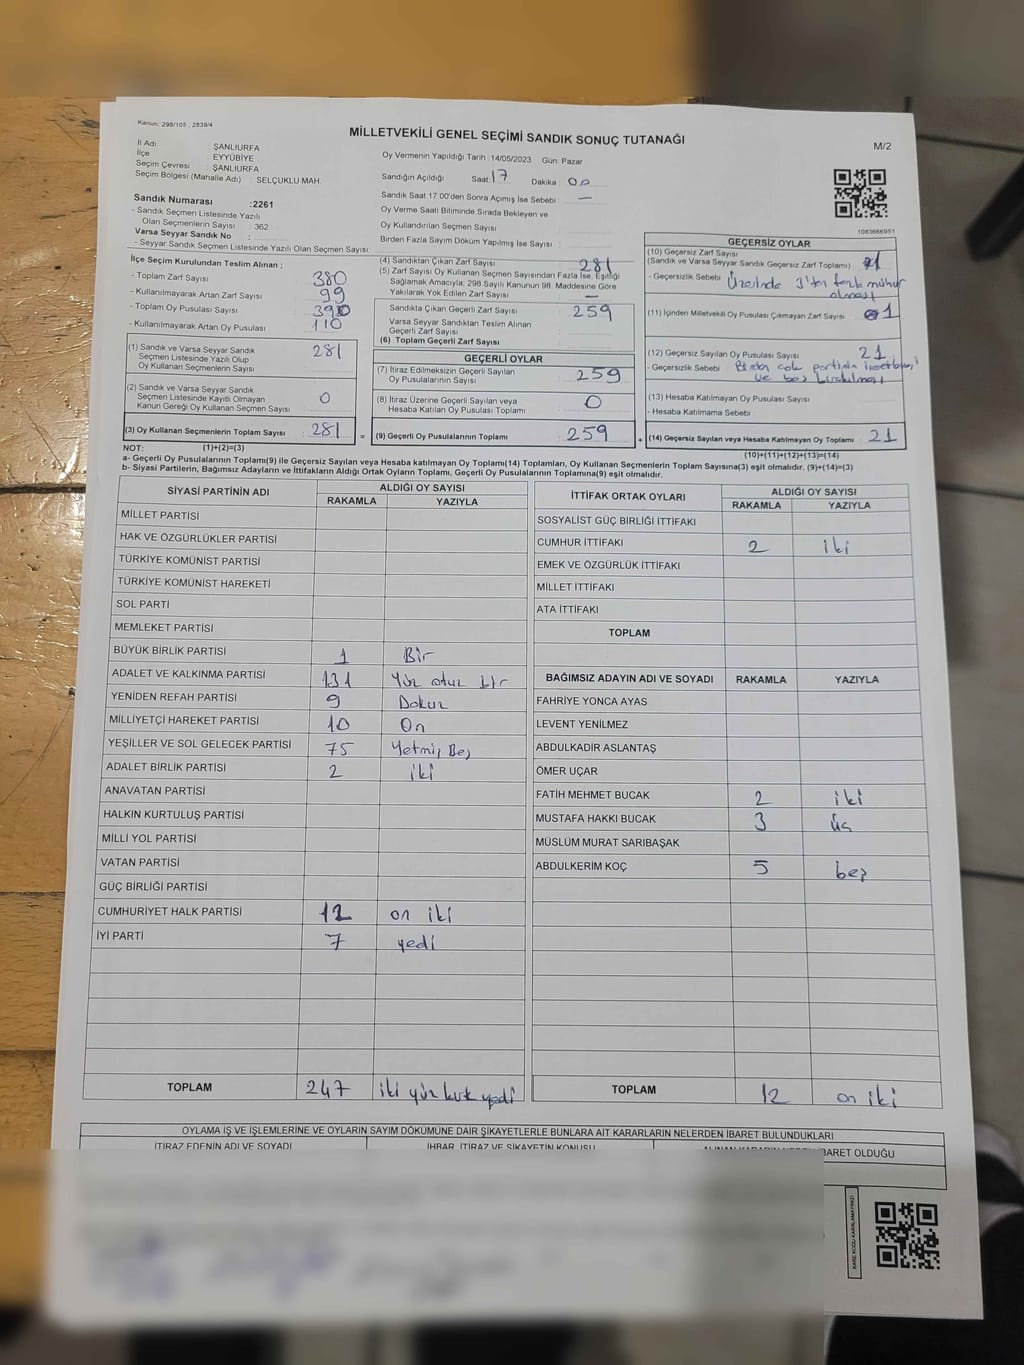 Kanun: 298/105 , 2839/4
MİLLETVEKİLİ GENEL SEÇİMİ SANDIK SONUÇ TUTANAĞI
M/2
İl Adı ŞANLIURFA
İlçe EYYÜBİYE
Seçim Çevresi ŞANLIURFA
Seçim Bölgesi (Mahalle Adı) : SELÇUKLU MAH.
Oy Vermenin Yapıldığı Tarih :14/05/2023 Gün: Pazar
Sandığın Açıldığı Saat: 17 Dakika : 00
Sandık Saat 17 00'den Sonra Açımış İse Sebebi : —
Oy Verme Saati Bitiminde Sırada Bekleyen ve
Oy Kullandırılan Seçmen Sayısı
Birden Fazla Sayım Döküm Yapılmış İse Sayısı
1083666951
Sandık Numarası :2261
- Sandık Seçmen Listesinde Yazılı
Olan Seçmenlerin Sayısı : 362
Varsa Seyyar Sandık No :
- Seyyar Sandık Seçmen Listesinde Yazılı Olan Seçmen Sayısı:
İlçe Seçim Kurulundan Teslim Alınan ;
- Toplam Zarf Sayısı 380
- Kullanılmayarak Artan Zarf Sayısı 99
- Toplam Oy Pusulası Sayısı 390
- Kullanılmayarak Artan Oy Pusulası 110
(1) Sandık ve Varsa Seyyar Sandık
Seçmen Listesinde Yazılı Olup
Oy Kullanan Seçmenlerin Sayısı 281
(2) Sandık ve Varsa Seyyar Sandık
Seçmen Listesinde Kayıtlı Olmayan
Kanun Gereği Oy Kullanan Seçmen Sayısı 0
(3) Oy Kullanan Seçmenlerin Toplam Sayısı : 281 =
(4) Sandıktan Çıkan Zarf Sayısı 281
(5) Zarf Sayısı Oy Kullanan Seçmen Sayısından Fazla İse, Eşitliği
Sağlamak Amacıyla; 298 Sayılı Kanunun 98. Maddesine Göre
Yakılarak Yok Edilen Zarf Sayısı —
Sandıkta Çıkan Geçerli Zarf Sayısı 259
Varsa Seyyar Sandıktan Teslim Alınan
Geçerli Zarf Sayısı
(6) Toplam Geçerli Zarf Sayısı
GEÇERLİ OYLAR
(7) İtiraz Edilmeksizin Geçerli Sayılan
Oy Pusulalarının Sayısı 259
(8) İtiraz Üzerine Geçerli Sayılan veya
Hesaba Katılan Oy Pusulası Toplamı 0
(9) Geçerli Oy Pusulalarının Toplamı : 259 +
GEÇERSİZ OYLAR
(10) Geçersiz Zarf Sayısı
(Sandık ve Varsa Seyyar Sandık Geçersiz Zarf Toplamı) 1
- Geçersizlik Sebebi Üzerinde 1'den fazla mühür
olması
(11) İçinden Milletvekili Oy Pusulası Çıkmayan Zarf Sayısı 1
(12) Geçersiz Sayılan Oy Pusulası Sayısı 21
- Geçersizlik Sebebi Birden çok partinin
ve boş bırakılması
(13) Hesaba Katılmayan Oy Pusulası Sayısı
- Hesaba Katılmama Sebebi
(14) Geçersiz Sayılan veya Hesaba Katılmayan Oy Toplamı : 21
NOT: (1)+(2)=(3)
(10)+(11)+(12)+(13)=(14)
a- Geçerli Oy Pusulalarının Toplamı(9) ile Geçersiz Sayılan veya Hesaba katılmayan Oy Toplamı(14) Toplamları, Oy Kullanan Seçmenlerin Toplam Sayısına(3) eşit olmalıdır. (9)+(14)=(3)
b- Siyasi Partilerin, Bağımsız Adayların ve İttifakların Aldığı Ortak Oyların Toplamı, Geçerli Oy Pusulalarının Toplamına(9) eşit olmalıdır.
SİYASİ PARTİNİN ADI ALDIĞI OY SAYISI
RAKAMLA YAZIYLA
MİLLET PARTİSİ
HAK VE ÖZGÜRLÜKLER PARTİSİ
TÜRKİYE KOMÜNİST PARTİSİ
TÜRKİYE KOMÜNİST HAREKETİ
SOL PARTİ
MEMLEKET PARTİSİ
BÜYÜK BİRLİK PARTİSİ 1 Bir
ADALET VE KALKINMA PARTİSİ 131 Yüz otuz bir
YENİDEN REFAH PARTİSİ 9 Dokuz
MİLLİYETÇİ HAREKET PARTİSİ 10 On
YEŞİLLER VE SOL GELECEK PARTİSİ 75 Yetmiş Beş
ADALET BİRLİK PARTİSİ 2 iki
ANAVATAN PARTİSİ
HALKIN KURTULUŞ PARTİSİ
MİLLİ YOL PARTİSİ
VATAN PARTİSİ
GÜÇ BİRLİĞİ PARTİSİ
CUMHURİYET HALK PARTİSİ 12 on iki
İYİ PARTİ 7 yedi
TOPLAM 247 iki yüz kırk yedi
İTTİFAK ORTAK OYLARI ALDIĞI OY SAYISI
RAKAMLA YAZIYLA
SOSYALİST GÜÇ BİRLİĞİ İTTİFAKI
CUMHUR İTTİFAKI 2 iki
EMEK VE ÖZGÜRLÜK İTTİFAKI
MİLLET İTTİFAKI
ATA İTTİFAKI
TOPLAM
BAĞIMSIZ ADAYIN ADI VE SOYADI RAKAMLA YAZIYLA
FAHRİYE YONCA AYAS
LEVENT YENİLMEZ
ABDULKADİR ASLANTAŞ
ÖMER UÇAR
FATİH MEHMET BUCAK 2 iki
MUSTAFA HAKKI BUCAK 3 üç
MÜSLÜM MURAT SARIBAŞAK
ABDULKERİM KOÇ 5 beş
TOPLAM 12 on iki
OYLAMA İŞ VE İŞLEMLERİNE VE OYLARIN SAYIM DÖKÜMÜNE DAİR ŞİKAYETLERLE BUNLARA AİT KARARLARIN NELERDEN İBARET BULUNDUKLARI
İTİRAZ EDENİN ADI VE SOYADI İHBAR, İTİRAZ VE ŞİKAYETİN KONUSU ALINAN KARARIN NEDEN İBARET OLDUĞU